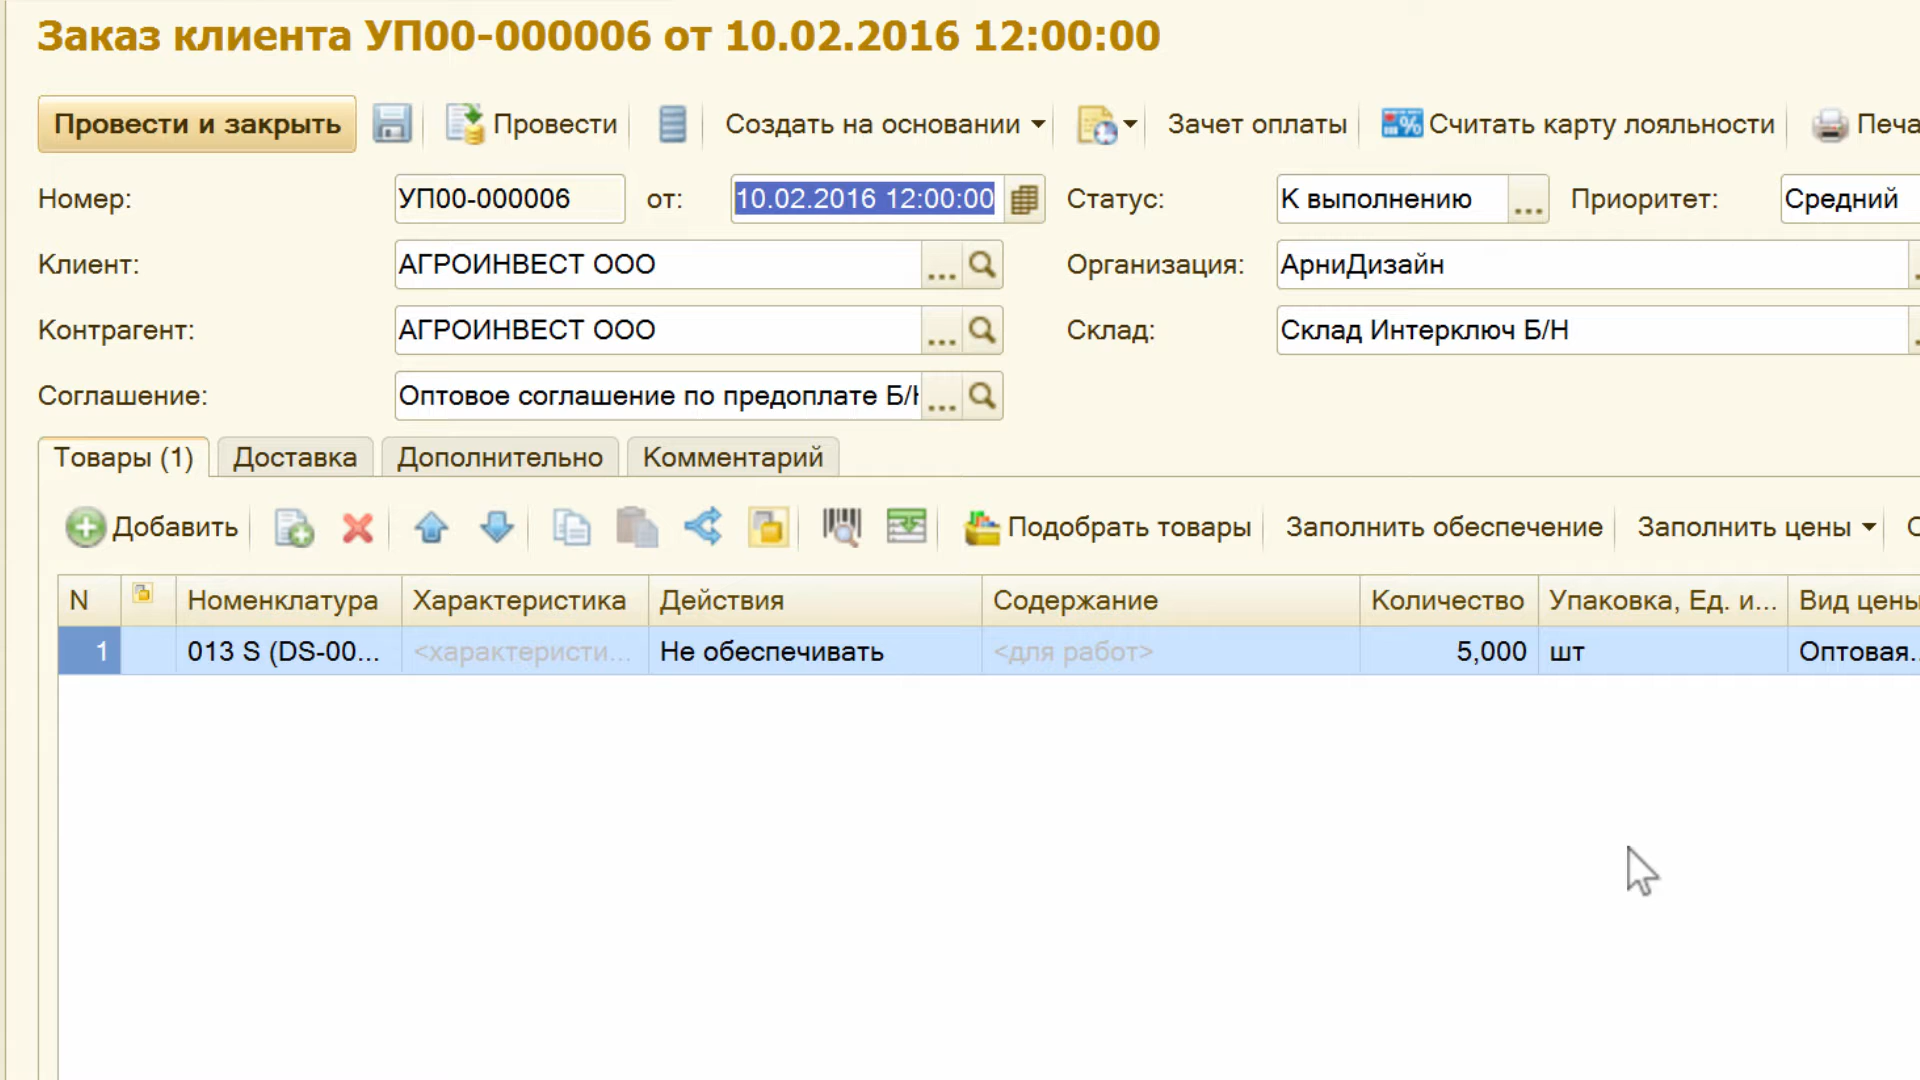 Заказ клиента УП00-000006 от 10.02.2016 12:00:00
Провести и закрыть Провести Создать на основании Зачет оплаты Считать карту лояльности Печа
Номер: УП00-000006 от: 10.02.2016 12:00:00 Статус: К выполнению ... Приоритет: Средний
Клиент: АГРОИНВЕСТ ООО ... Организация: АрниДизайн
Контрагент: АГРОИНВЕСТ ООО ... Склад: Склад Интерключ Б/Н
Соглашение: Оптовое соглашение по предоплате Б/Н ...
Товары (1) Доставка Дополнительно Комментарий
Добавить Подобрать товары Заполнить обеспечение Заполнить цены
N Номенклатура Характеристика Действия Содержание Количество Упаковка, Ед. и... Вид цены
1 013 S (DS-00... <характеристи... Не обеспечивать <для работ> 5,000 шт Оптовая...